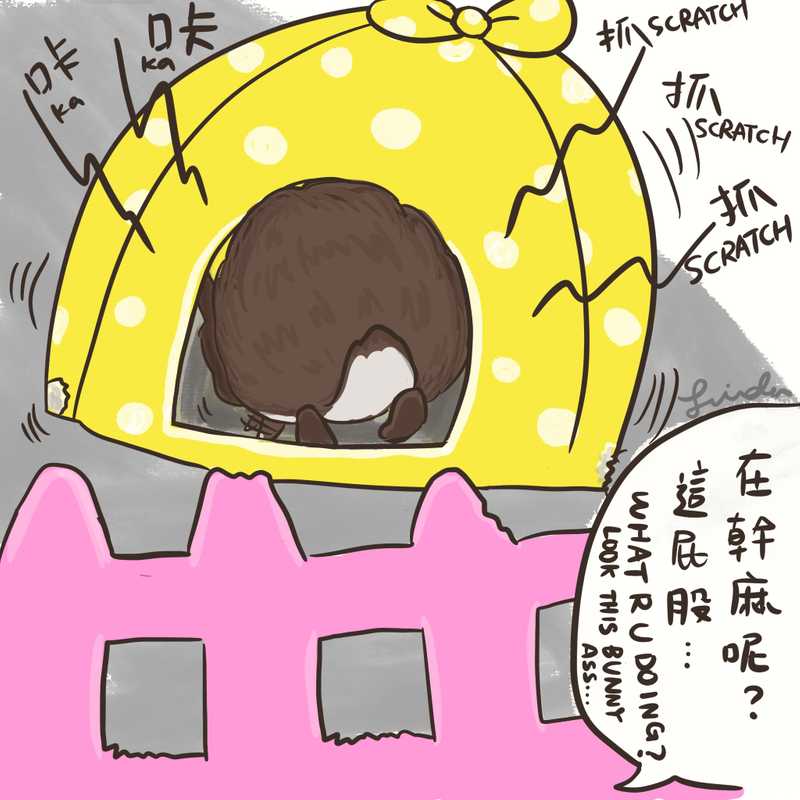 咔
ka
咔
ka
抓 SCRATCH
抓
SCRATCH
抓
SCRATCH
在幹麻呢？
這屁股…
WHAT R U DOING?
LOOK THIS BUNNY
ASS...